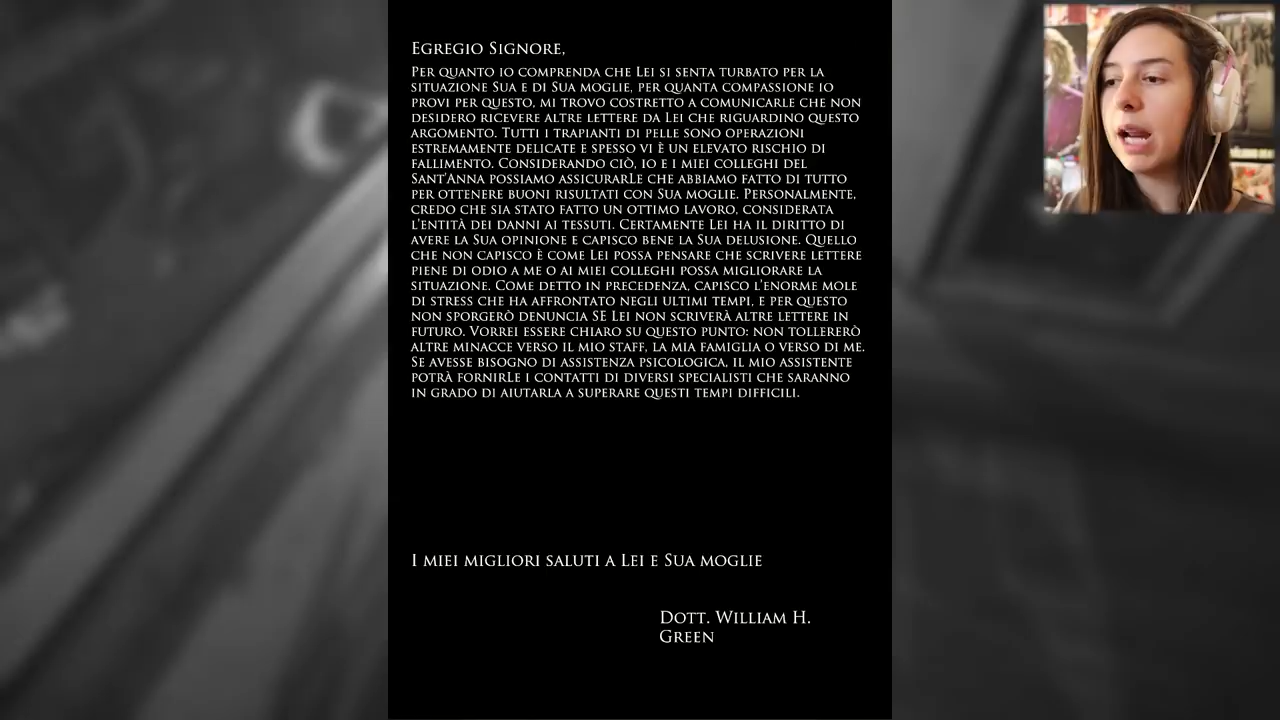 Egregio Signore,
Per quanto io comprenda che Lei si senta turbato per la
situazione Sua e di Sua moglie, per quanta compassione io
provi per questo, mi trovo costretto a comunicarle che non
desidero ricevere altre lettere da Lei che riguardino questo
argomento. Tutti i trapianti di pelle sono operazioni
estremamente delicate e spesso vi è un elevato rischio di
fallimento. Considerando ciò, io e i miei colleghi del
Sant'Anna possiamo assicurarLe che abbiamo fatto di tutto
per ottenere buoni risultati con Sua moglie. Personalmente,
credo che sia stato fatto un ottimo lavoro, considerata
l'entità dei danni ai tessuti. Certamente Lei ha il diritto di
avere la Sua opinione e capisco bene la Sua delusione. Quello
che non capisco è come Lei possa pensare che scrivere lettere
piene di odio a me o ai miei colleghi possa migliorare la
situazione. Come detto in precedenza, capisco l'enorme mole
di stress che ha affrontato negli ultimi tempi, e per questo
non sporgerò denuncia SE Lei non scriverà altre lettere in
futuro. Vorrei essere chiaro su questo punto: non tollererò
altre minacce verso il mio staff, la mia famiglia o verso di me.
Se avesse bisogno di assistenza psicologica, il mio assistente
potrà fornirLe i contatti di diversi specialisti che saranno
in grado di aiutarla a superare questi tempi difficili.
I miei migliori saluti a Lei e Sua moglie
Dott. William H.
Green